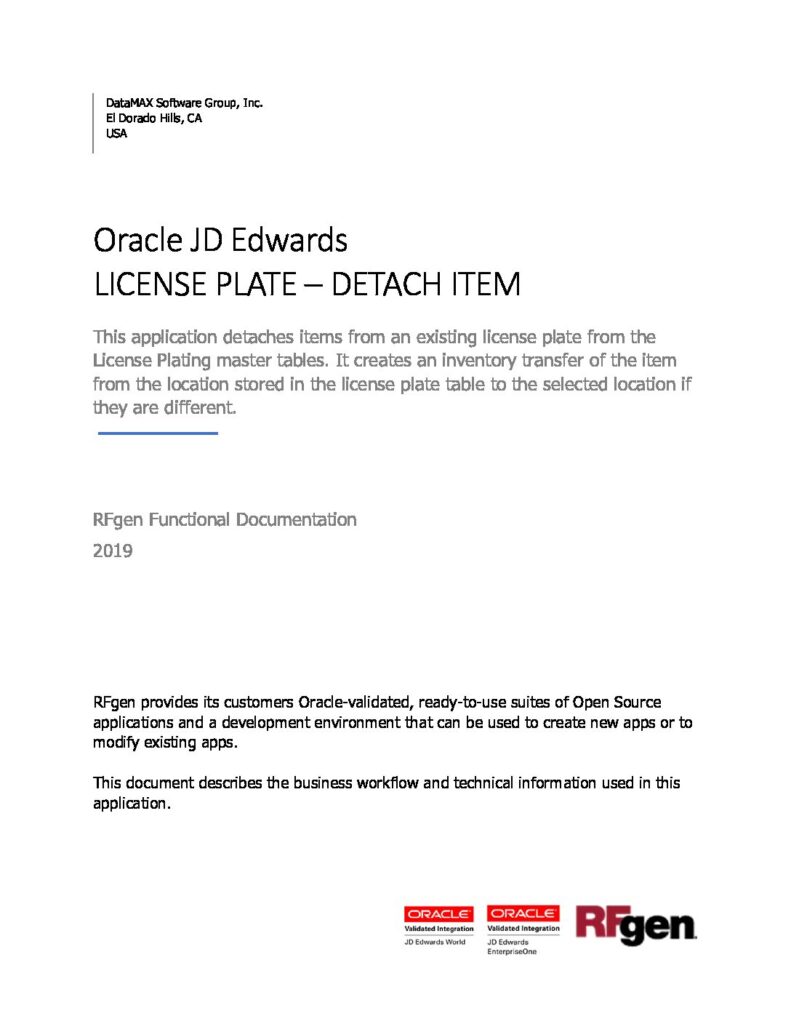 DataMAX Software Group, Inc.
El Dorado Hills, CA
USA
Oracle JD Edwards
LICENSE PLATE – DETACH ITEM
This application detaches items from an existing license plate from the
License Plating master tables. It creates an inventory transfer of the item
from the location stored in the license plate table to the selected location if
they are different.
RFgen Functional Documentation
2019
RFgen provides its customers Oracle-validated, ready-to-use suites of Open Source
applications and a development environment that can be used to create new apps or to
modify existing apps.
This document describes the business workflow and technical information used in this
application.
ORACLE
Validated Integration
JD Edwards World
ORACLE
Validated Integration
JD Edwards
EnterpriseOne
RFgen